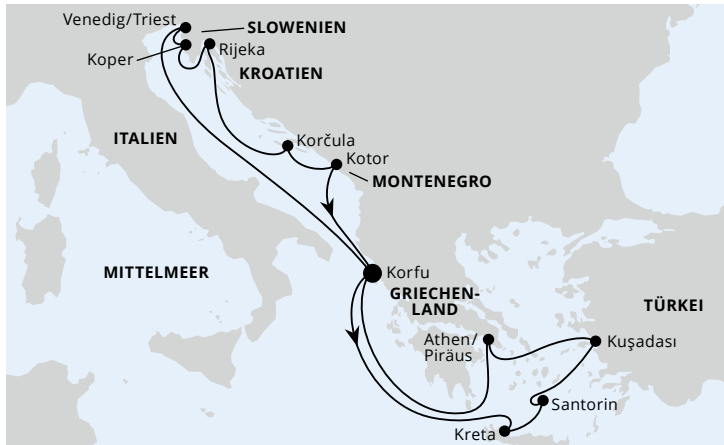 Venedig/Triest
SLOWENIEN
Koper
Rijeka
KROATIEN
ITALIEN
Korčula
Kotor
MONTENEGRO
MITTELMEER
Korfu
GRIECHEN-
LAND
TÜRKEI
Athen/
Piräus
Kuşadası
Santorin
Kreta